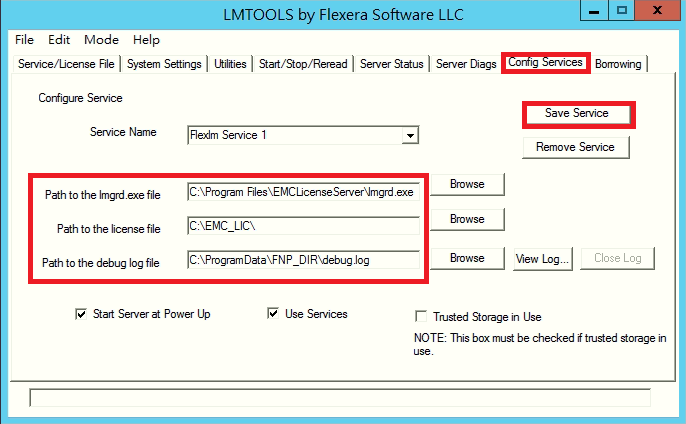 LMTOOLS by Flexera Software LLC
File Edit Mode Help
Service/License File System Settings Utilities Start/Stop/Reread Server Status Server Diags Config Services Borrowing
Configure Service
Save Service
Service Name Flexlm Service 1
Remove Service
Path to the lmgrd.exe file C:\Program Files\EMCLicenseServer\lmgrd.exe Browse
Path to the license file C:\EMC_LIC\ Browse
Path to the debug log file C:\ProgramData\FNP_DIR\debug.log Browse View Log... Close Log
Start Server at Power Up Use Services Trusted Storage in Use
NOTE: This box must be checked if trusted storage in
use.